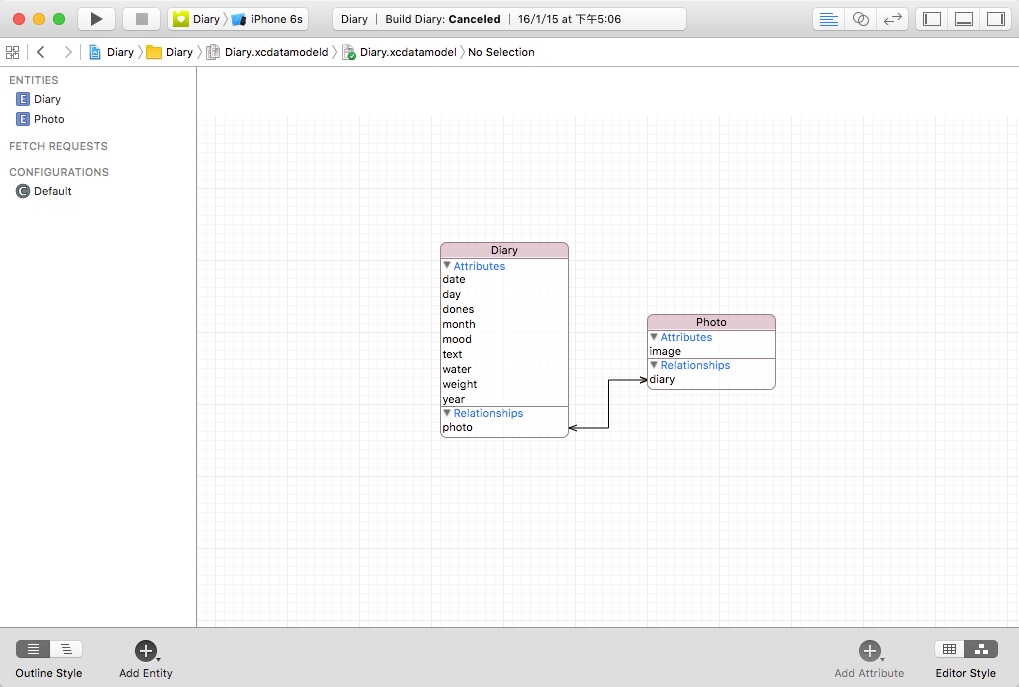 Diary
iPhone 6s
Diary
Build Diary: Canceled
16/1/15 at 下午5:06
Diary
Diary
Diary.xcdatamodeld
Diary.xcdatamodel
No Selection
ENTITIES
E Diary
E Photo
FETCH REQUESTS
CONFIGURATIONS
C Default
Diary
Attributes
date
day
dones
month
mood
text
water
weight
year
Relationships
photo
Photo
Attributes
image
Relationships
diary
Outline Style
Add Entity
Add Attribute
Editor Style